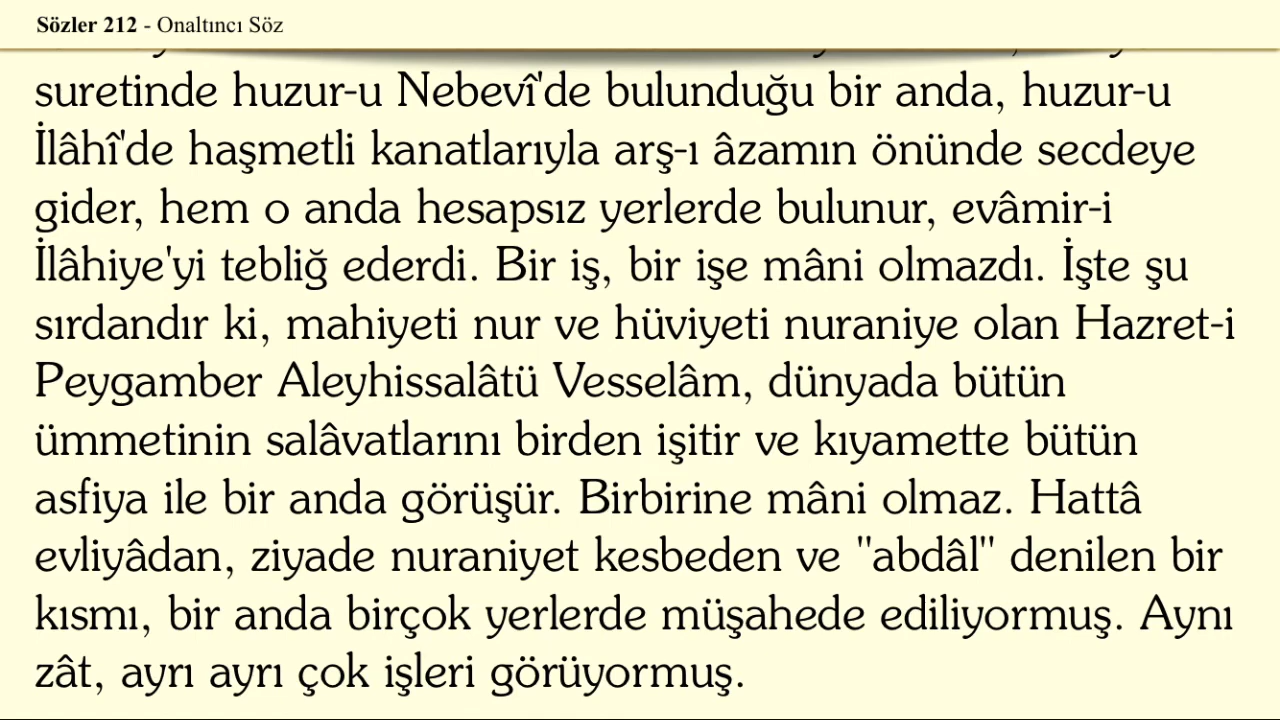 Sözler 212 - Onaltıncı Söz
suretinde huzur-u Nebevî'de bulunduğu bir anda, huzur-u
İlâhî'de haşmetli kanatlarıyla arş-ı âzamın önünde secdeye
gider, hem o anda hesapsız yerlerde bulunur, evâmir-i
İlâhiye'yi tebliğ ederdi. Bir iş, bir işe mâni olmazdı. İşte şu
sırdandır ki, mahiyeti nur ve hüviyeti nuraniye olan Hazret-i
Peygamber Aleyhissalâtü Vesselâm, dünyada bütün
ümmetinin salâvatlarını birden işitir ve kıyamette bütün
asfiya ile bir anda görüşür. Birbirine mâni olmaz. Hattâ
evliyâdan, ziyade nuraniyet kesbeden ve "abdâl" denilen bir
kısmı, bir anda birçok yerlerde müşahede ediliyormuş. Aynı
zât, ayrı ayrı çok işleri görüyormuş.